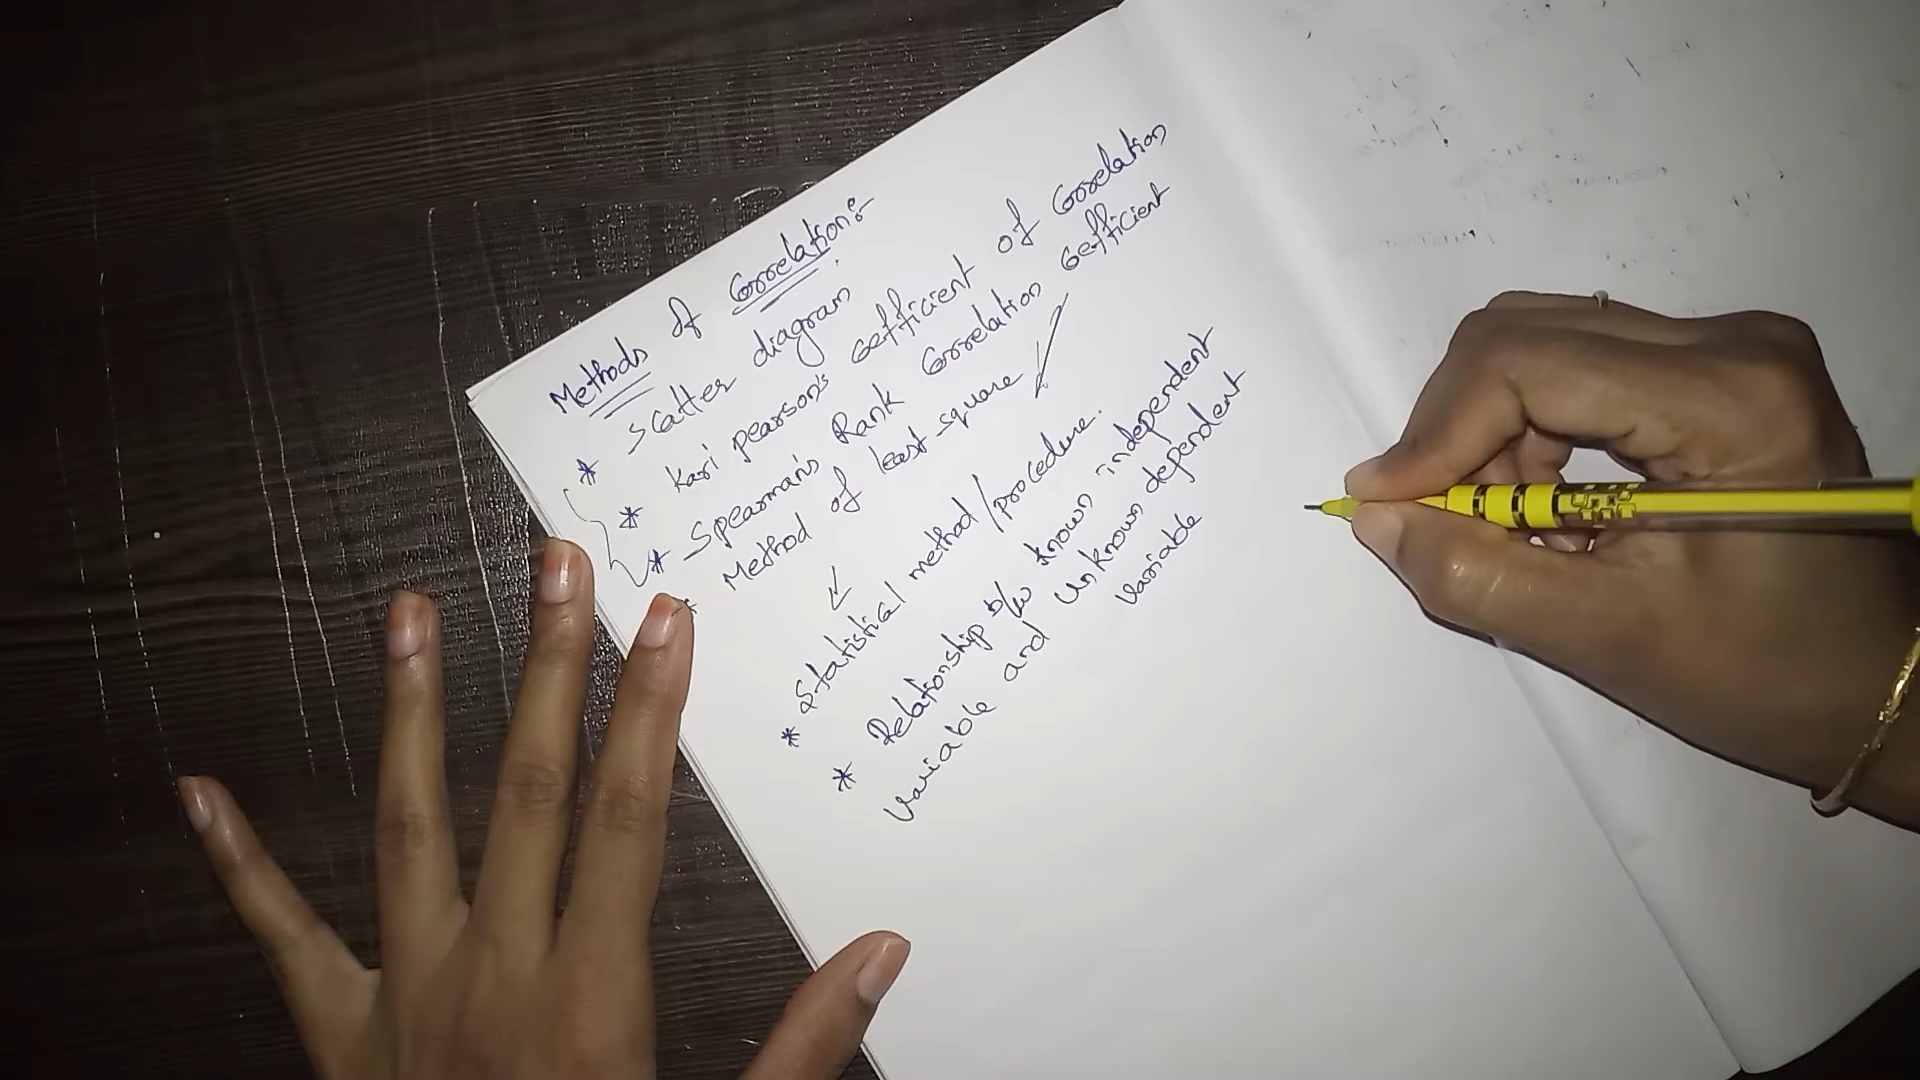 Methods of Correlation:-
* Scatter diagram
* Karl pearson's Coefficient of Correlation
* Spearman's Rank Correlation Coefficient
* Method of least square
* Statistical method/procedure.
* Relationship b/w known independent
variable and unknown dependent
variable